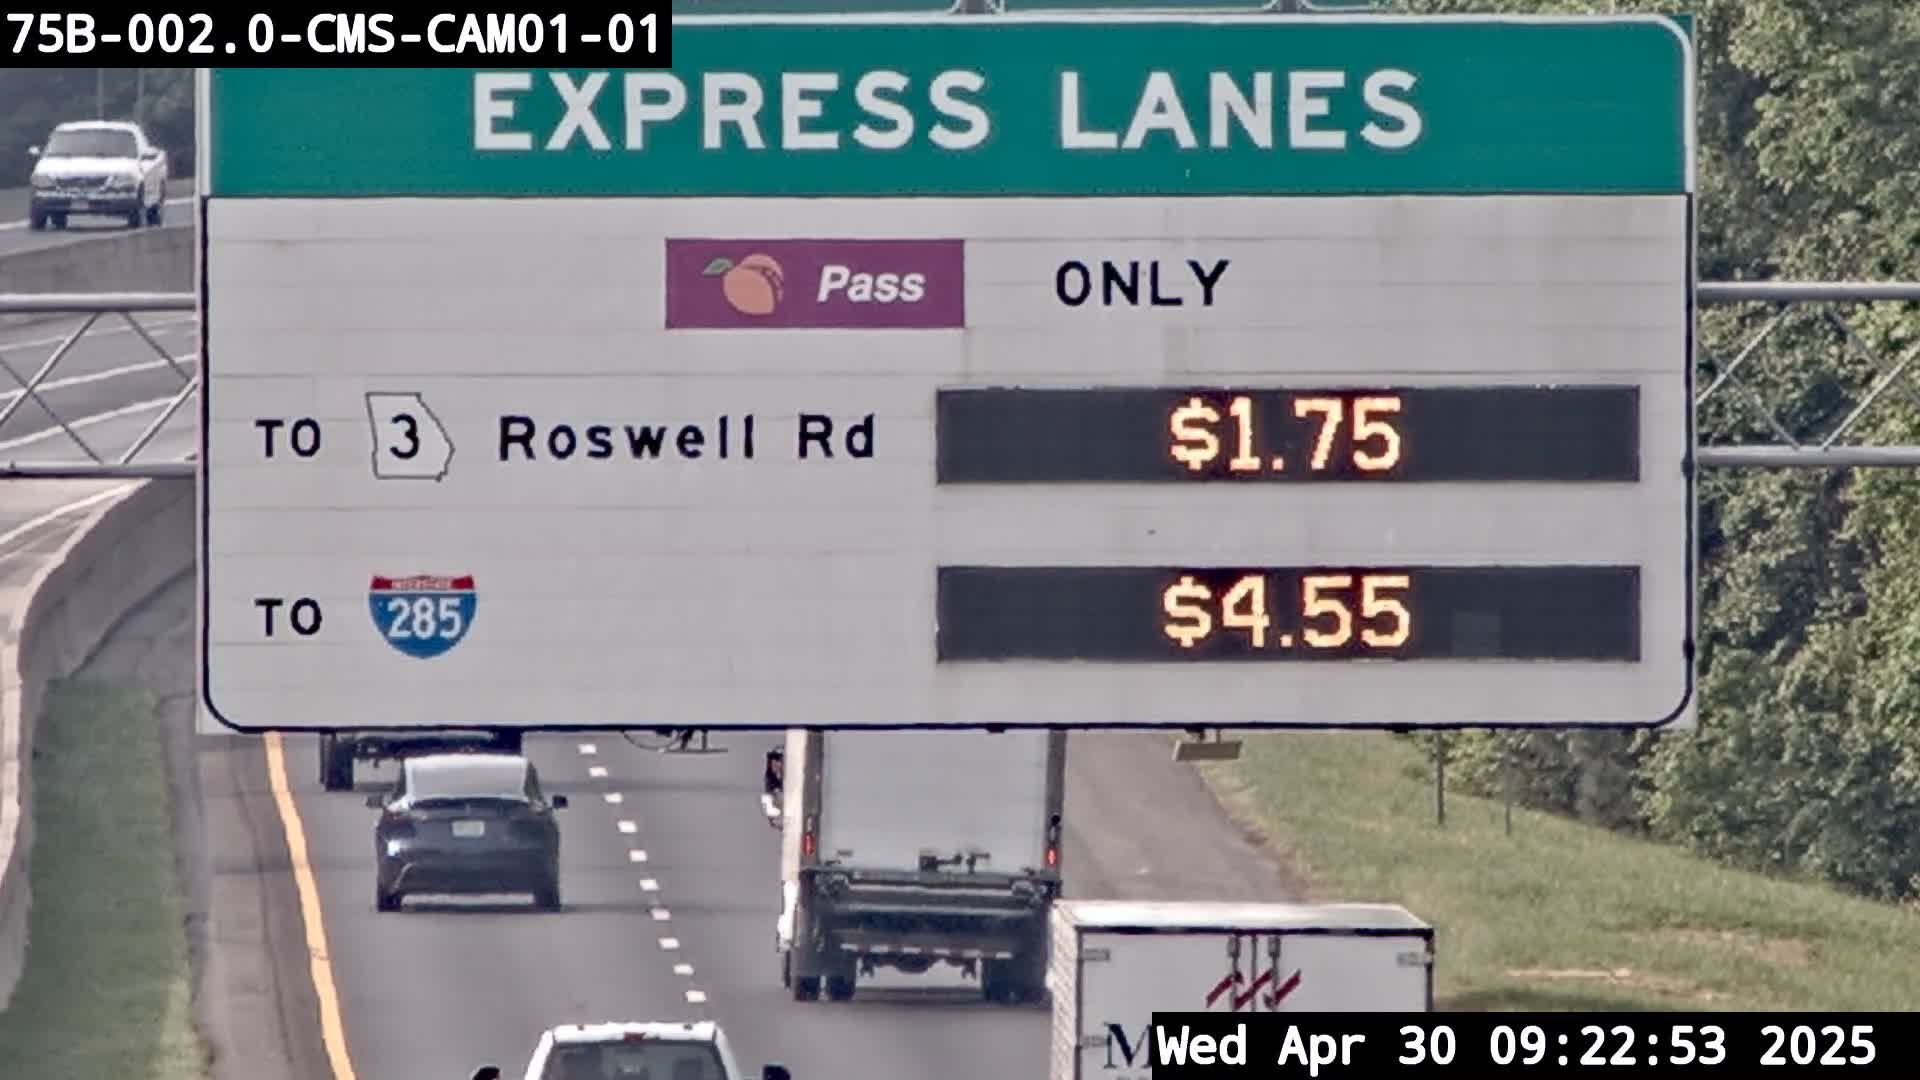 75B-002.0-CMS-CAM01-01
EXPRESS LANES
Pass ONLY
TO 3 Roswell Rd $1.75
INTERSTATE
TO 285 $4.55
M
Wed Apr 30 09:22:53 2025